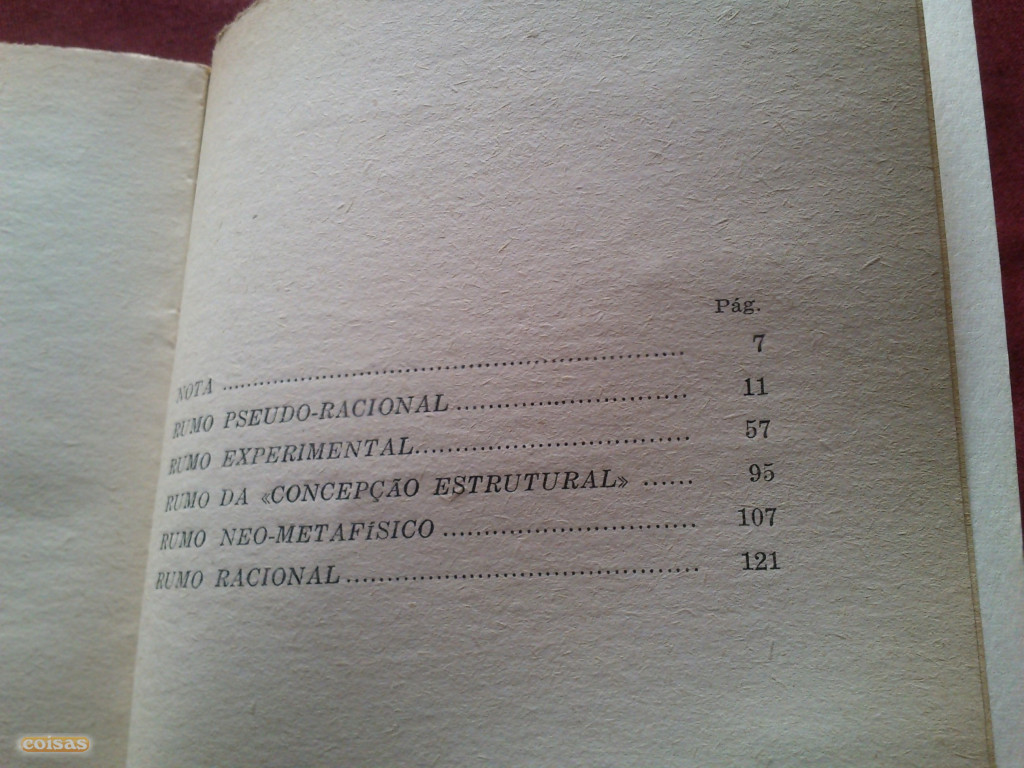 Pág.
NOTA ........................................................ 7
RUMO PSEUDO-RACIONAL ................................ 11
RUMO EXPERIMENTAL..................................... 57
RUMO DA «CONCEPÇÃO ESTRUTURAL» ...... 95
RUMO NEO-METAFÍSICO ................................. 107
RUMO RACIONAL............................................ 121
coisas